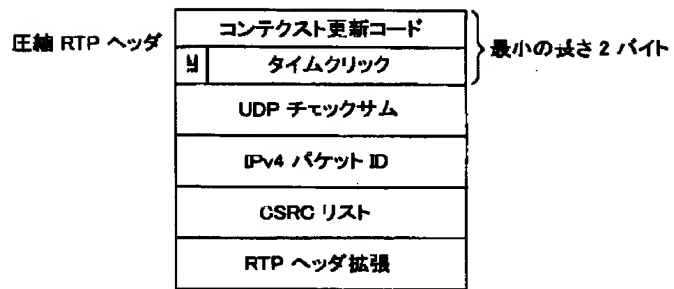 圧縮 RTP ヘッダ
コンテクスト更新コード
M タイムクリック
最小の長さ 2 バイト
UDP チェックサム
IPv4 パケット ID
CSRC リスト
RTP ヘッダ拡張